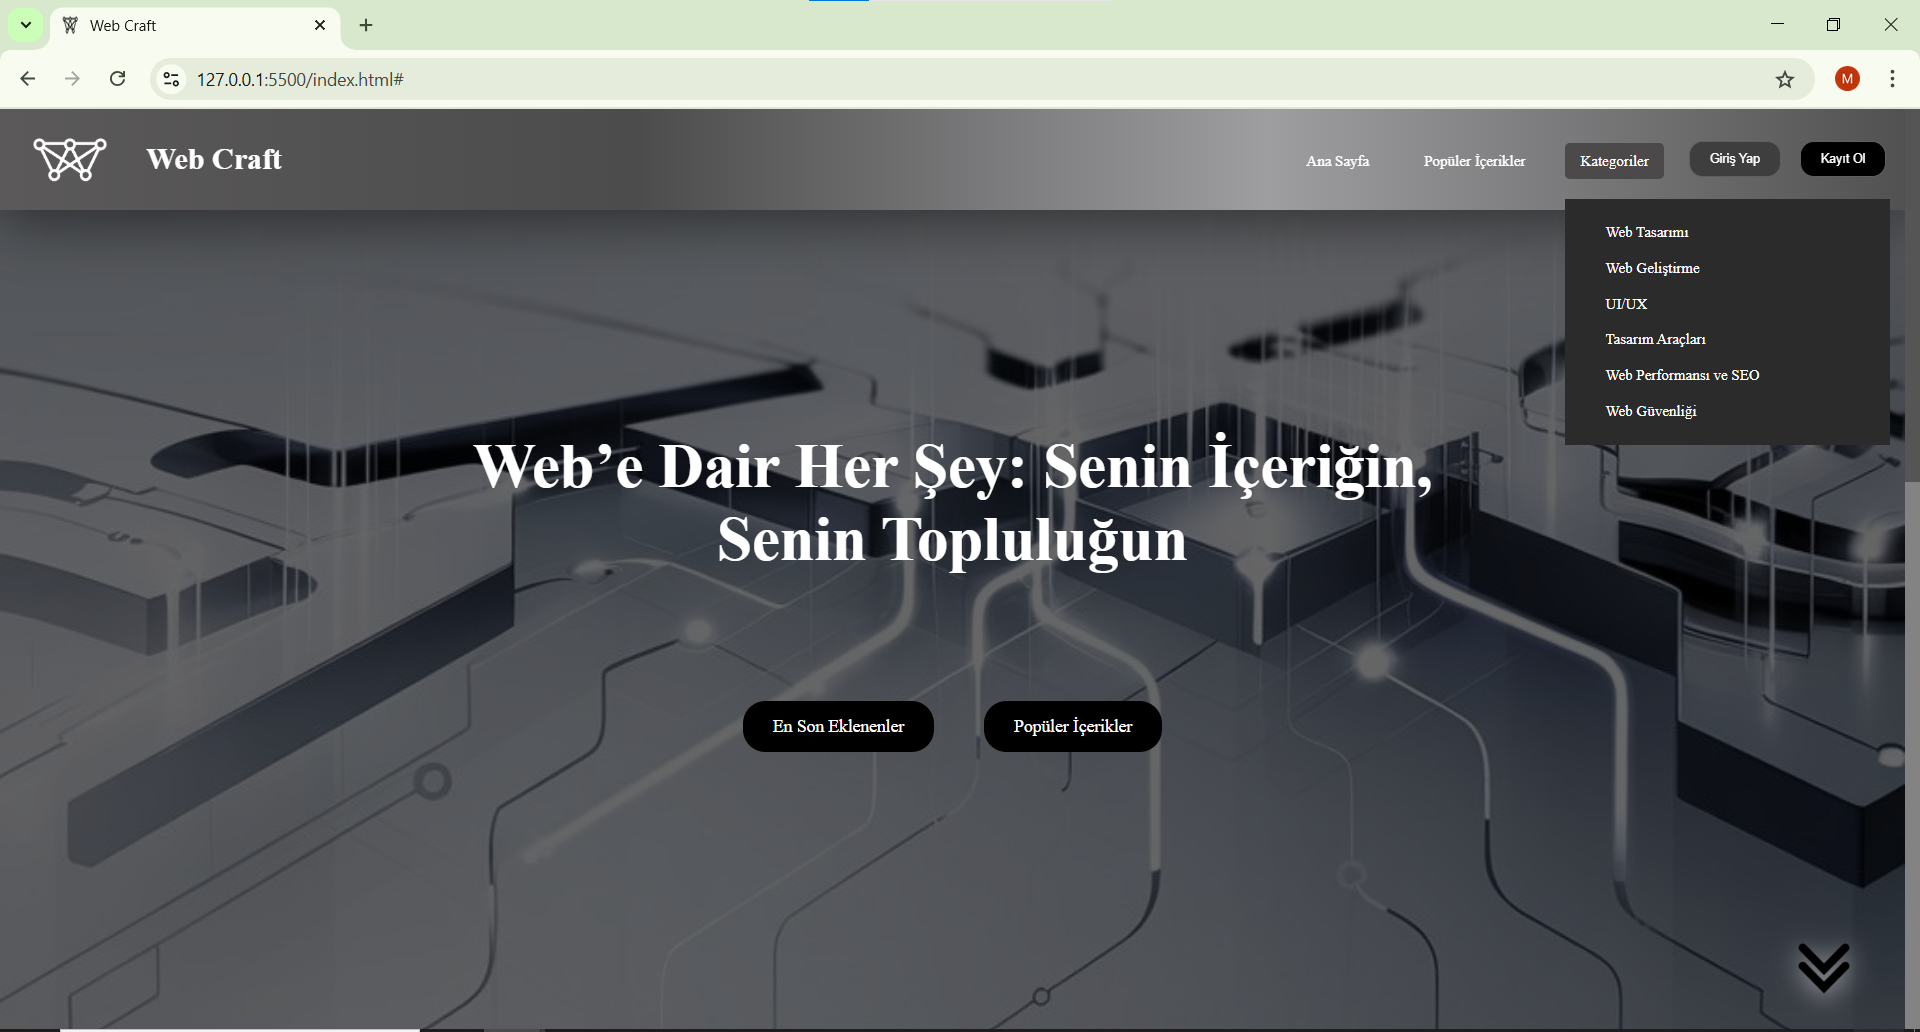 Web Craft
127.0.0.1:5500/index.html#
M
Web Craft
Ana Sayfa
Popüler İçerikler
Kategoriler
Giriş Yap
Kayıt Ol
Web Tasarımı
Web Geliştirme
UI/UX
Tasarım Araçları
Web Performansı ve SEO
Web Güvenliği
Web’e Dair Her Şey: Senin İçeriğin,
Senin Topluluğun
En Son Eklenenler
Popüler İçerikler